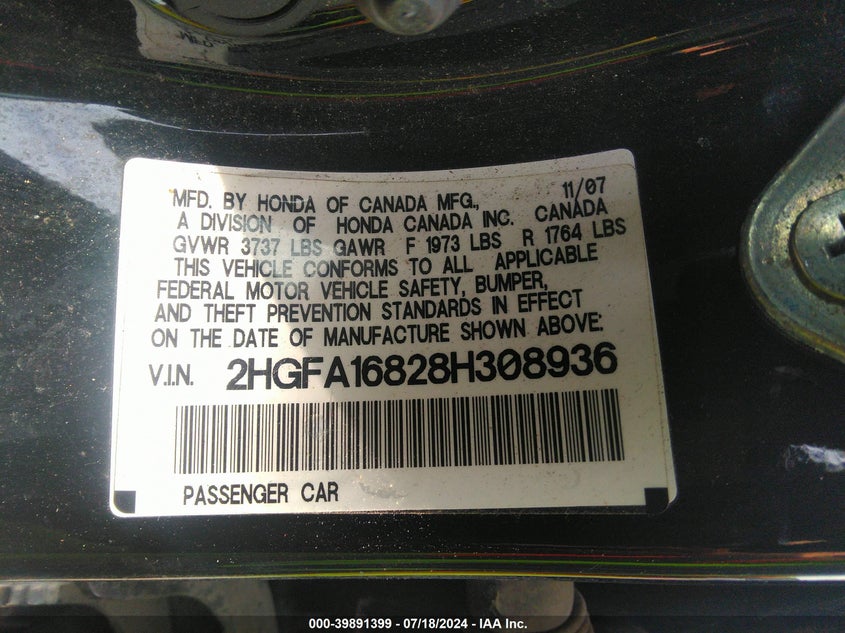 MFD. BY HONDA OF CANADA MFG., 11/07
A DIVISION OF HONDA CANADA INC. CANADA
GVWR 3737 LBS GAWR F 1973 LBS R 1764 LBS
THIS VEHICLE CONFORMS TO ALL APPLICABLE
FEDERAL MOTOR VEHICLE SAFETY, BUMPER,
AND THEFT PREVENTION STANDARDS IN EFFECT
ON THE DATE OF MANUFACTURE SHOWN ABOVE:
V.I.N. 2HGFA16828H308936
PASSENGER CAR
000-39891399 - 07/18/2024 - IAA Inc.